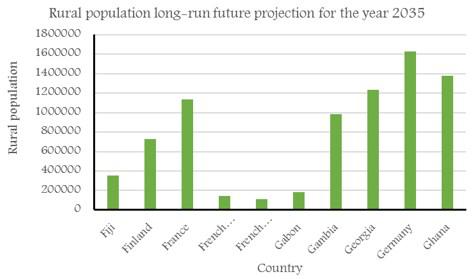 Rural population long-run future projection for the year 2035
1800000
1600000
1400000
1200000
1000000
800000
600000
400000
200000
0
Rural population
Fiji
Finland
France
French…
French…
Gabon
Gambia
Georgia
Germany
Ghana
Country